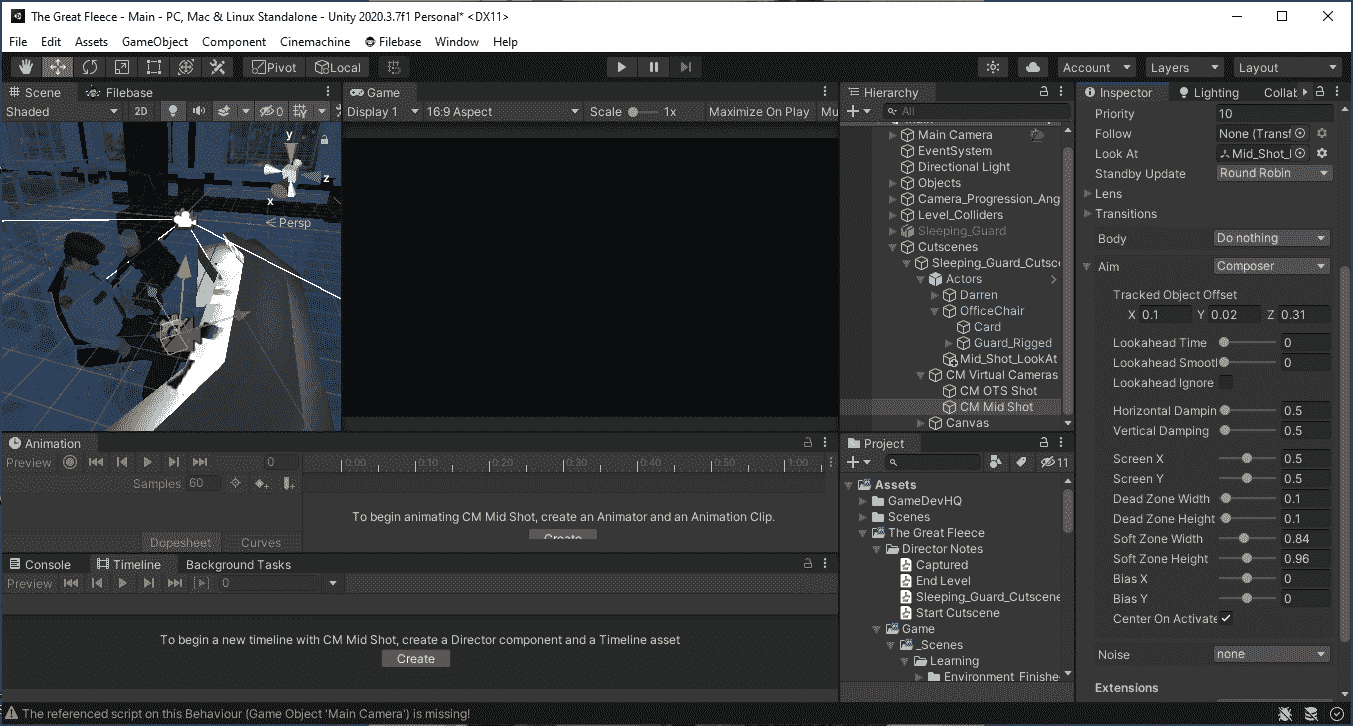 The Great Fleece - Main - PC, Mac & Linux Standalone - Unity 2020.3.7f1 Personal* <DX11>
File Edit Assets GameObject Component Cinemachine Filebase Window Help
Pivot Local Account Layers Layout
Scene Filebase
Shaded 2D 0
y
z
x
< Persp
Game
Display 1 16:9 Aspect Scale 1x Maximize On Play Mu
Hierarchy
All
Main Camera
EventSystem
Directional Light
Objects
Camera_Progression_Ang
Level_Colliders
Sleeping_Guard
Cutscenes
Sleeping_Guard_Cutsce
Actors
Darren
OfficeChair
Card
Guard_Rigged
Mid_Shot_LookAt
CM Virtual Cameras
CM OTS Shot
CM Mid Shot
Canvas
Inspector Lighting Collab
Priority 10
Follow None (Transf
Look At Mid_Shot_l
Standby Update Round Robin
Lens
Transitions
Body Do nothing
Aim Composer
Tracked Object Offset
X 0.1 Y 0.02 Z 0.31
Lookahead Time 0
Lookahead Smootl 0
Lookahead Ignore
Horizontal Dampin 0.5
Vertical Damping 0.5
Screen X 0.5
Screen Y 0.5
Dead Zone Width 0.1
Dead Zone Height 0.1
Soft Zone Width 0.84
Soft Zone Height 0.96
Bias X 0
Bias Y 0
Center On Activate
Noise none
Extensions
Animation
Preview 0 0:00 0:10 0:20 0:30 0:40 0:50 1:00
Samples 60
To begin animating CM Mid Shot, create an Animator and an Animation Clip.
Create
Dopesheet Curves
Console Timeline Background Tasks
Preview 0
To begin a new timeline with CM Mid Shot, create a Director component and a Timeline asset
Create
Project
11
Assets
GameDevHQ
Scenes
The Great Fleece
Director Notes
Captured
End Level
Sleeping_Guard_Cutscene
Start Cutscene
Game
_Scenes
Learning
Environment_Finishe
The referenced script on this Behaviour (Game Object 'Main Camera') is missing!